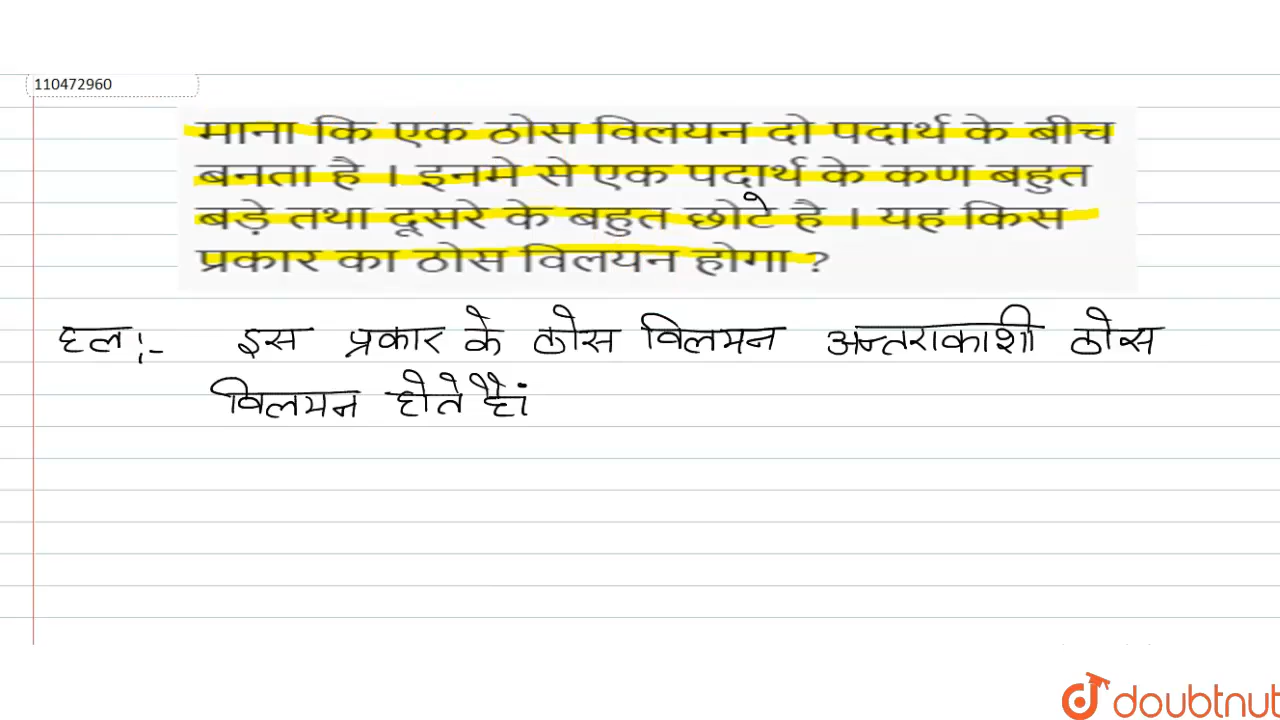 110472960
माना कि एक ठोस विलयन दो पदार्थ के बीच
बनता है । इनमे से एक पदार्थ के कण बहुत
बड़े तथा दूसरे के बहुत छोटे है । यह किस
प्रकार का ठोस विलयन होगा ?
हल:- इस प्रकार के ठोस विलयन अन्तराकाशी ठोस
विलयन होते हैं।
doubtnut